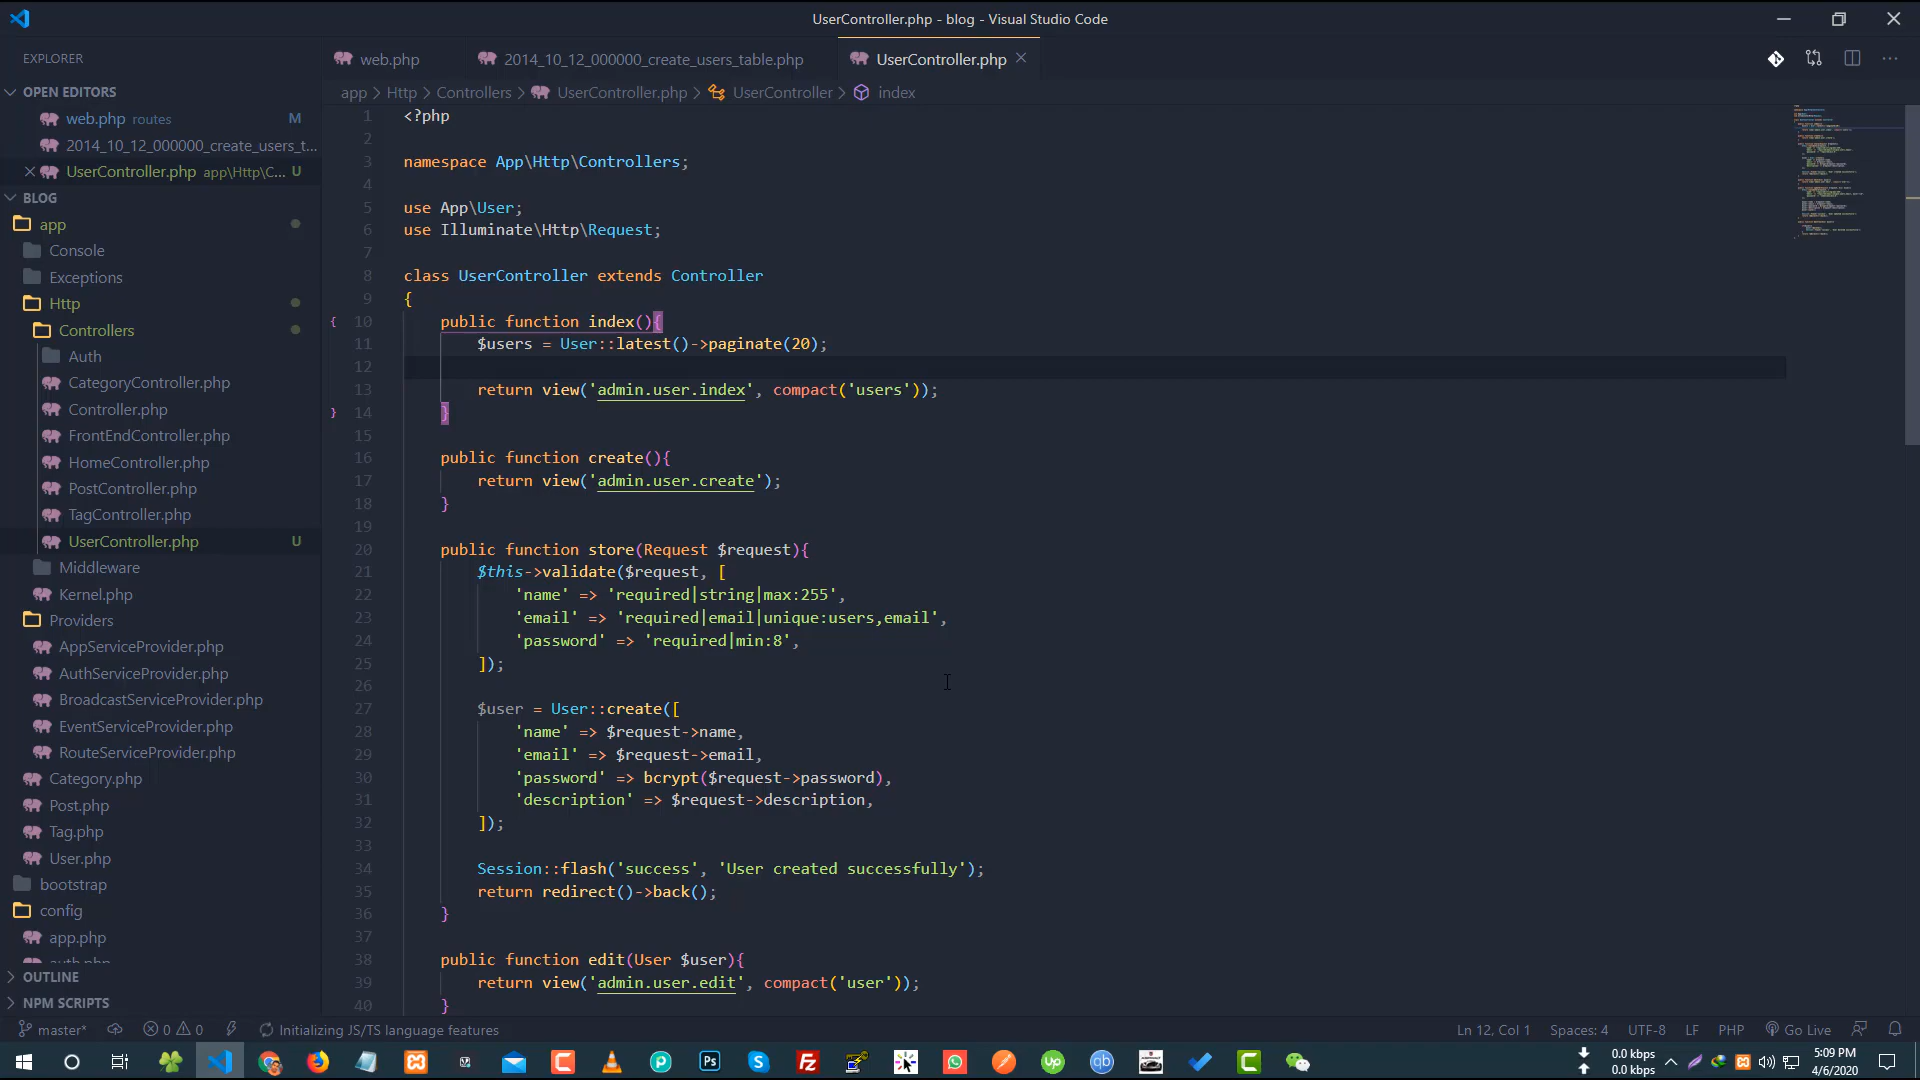 UserController.php - blog - Visual Studio Code
EXPLORER
OPEN EDITORS
web.php routes M
2014_10_12_000000_create_users_t...
UserController.php app\Http\C... U
BLOG
app
Console
Exceptions
Http
Controllers
Auth
CategoryController.php
Controller.php
FrontEndController.php
HomeController.php
PostController.php
TagController.php
UserController.php U
Middleware
Kernel.php
Providers
AppServiceProvider.php
AuthServiceProvider.php
BroadcastServiceProvider.php
EventServiceProvider.php
RouteServiceProvider.php
Category.php
Post.php
Tag.php
User.php
bootstrap
config
app.php
auth.php
OUTLINE
NPM SCRIPTS
web.php 2014_10_12_000000_create_users_table.php UserController.php
app > Http > Controllers > UserController.php > UserController > index
1 <?php
2
3 namespace App\Http\Controllers;
4
5 use App\User;
6 use Illuminate\Http\Request;
7
8 class UserController extends Controller
9 {
{ 10 public function index(){
11 $users = User::latest()->paginate(20);
12
13 return view('admin.user.index', compact('users'));
} 14 }
15
16 public function create(){
17 return view('admin.user.create');
18 }
19
20 public function store(Request $request){
21 $this->validate($request, [
22 'name' => 'required|string|max:255',
23 'email' => 'required|email|unique:users,email',
24 'password' => 'required|min:8',
25 ]);
26
27 $user = User::create([
28 'name' => $request->name,
29 'email' => $request->email,
30 'password' => bcrypt($request->password),
31 'description' => $request->description,
32 ]);
33
34 Session::flash('success', 'User created successfully');
35 return redirect()->back();
36 }
37
38 public function edit(User $user){
39 return view('admin.user.edit', compact('user'));
40 }
master* 0 0 Initializing JS/TS language features Ln 12, Col 1 Spaces: 4 UTF-8 LF PHP Go Live
0.0 kbps
0.0 kbps
5:09 PM
4/6/2020